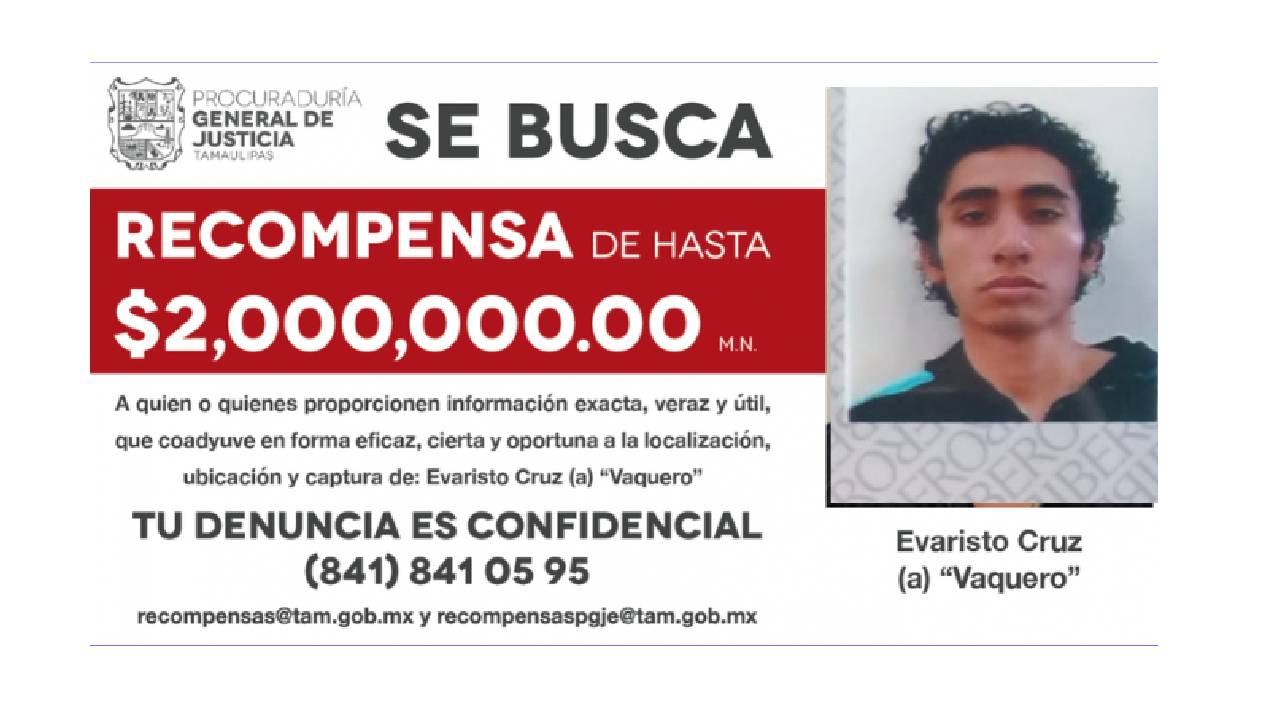 PROCURADURÍA
GENERAL DE
JUSTICIA
TAMAULIPAS
SE BUSCA
RECOMPENSA DE HASTA
$2,000,000.00 M.N.
A quien o quienes proporcionen información exacta, veraz y útil,
que coadyuve en forma eficaz, cierta y oportuna a la localización,
ubicación y captura de: Evaristo Cruz (a) “Vaquero”
TU DENUNCIA ES CONFIDENCIAL
(841) 841 05 95
recompensas@tam.gob.mx y recompensaspgje@tam.gob.mx
Evaristo Cruz
(a) “Vaquero”